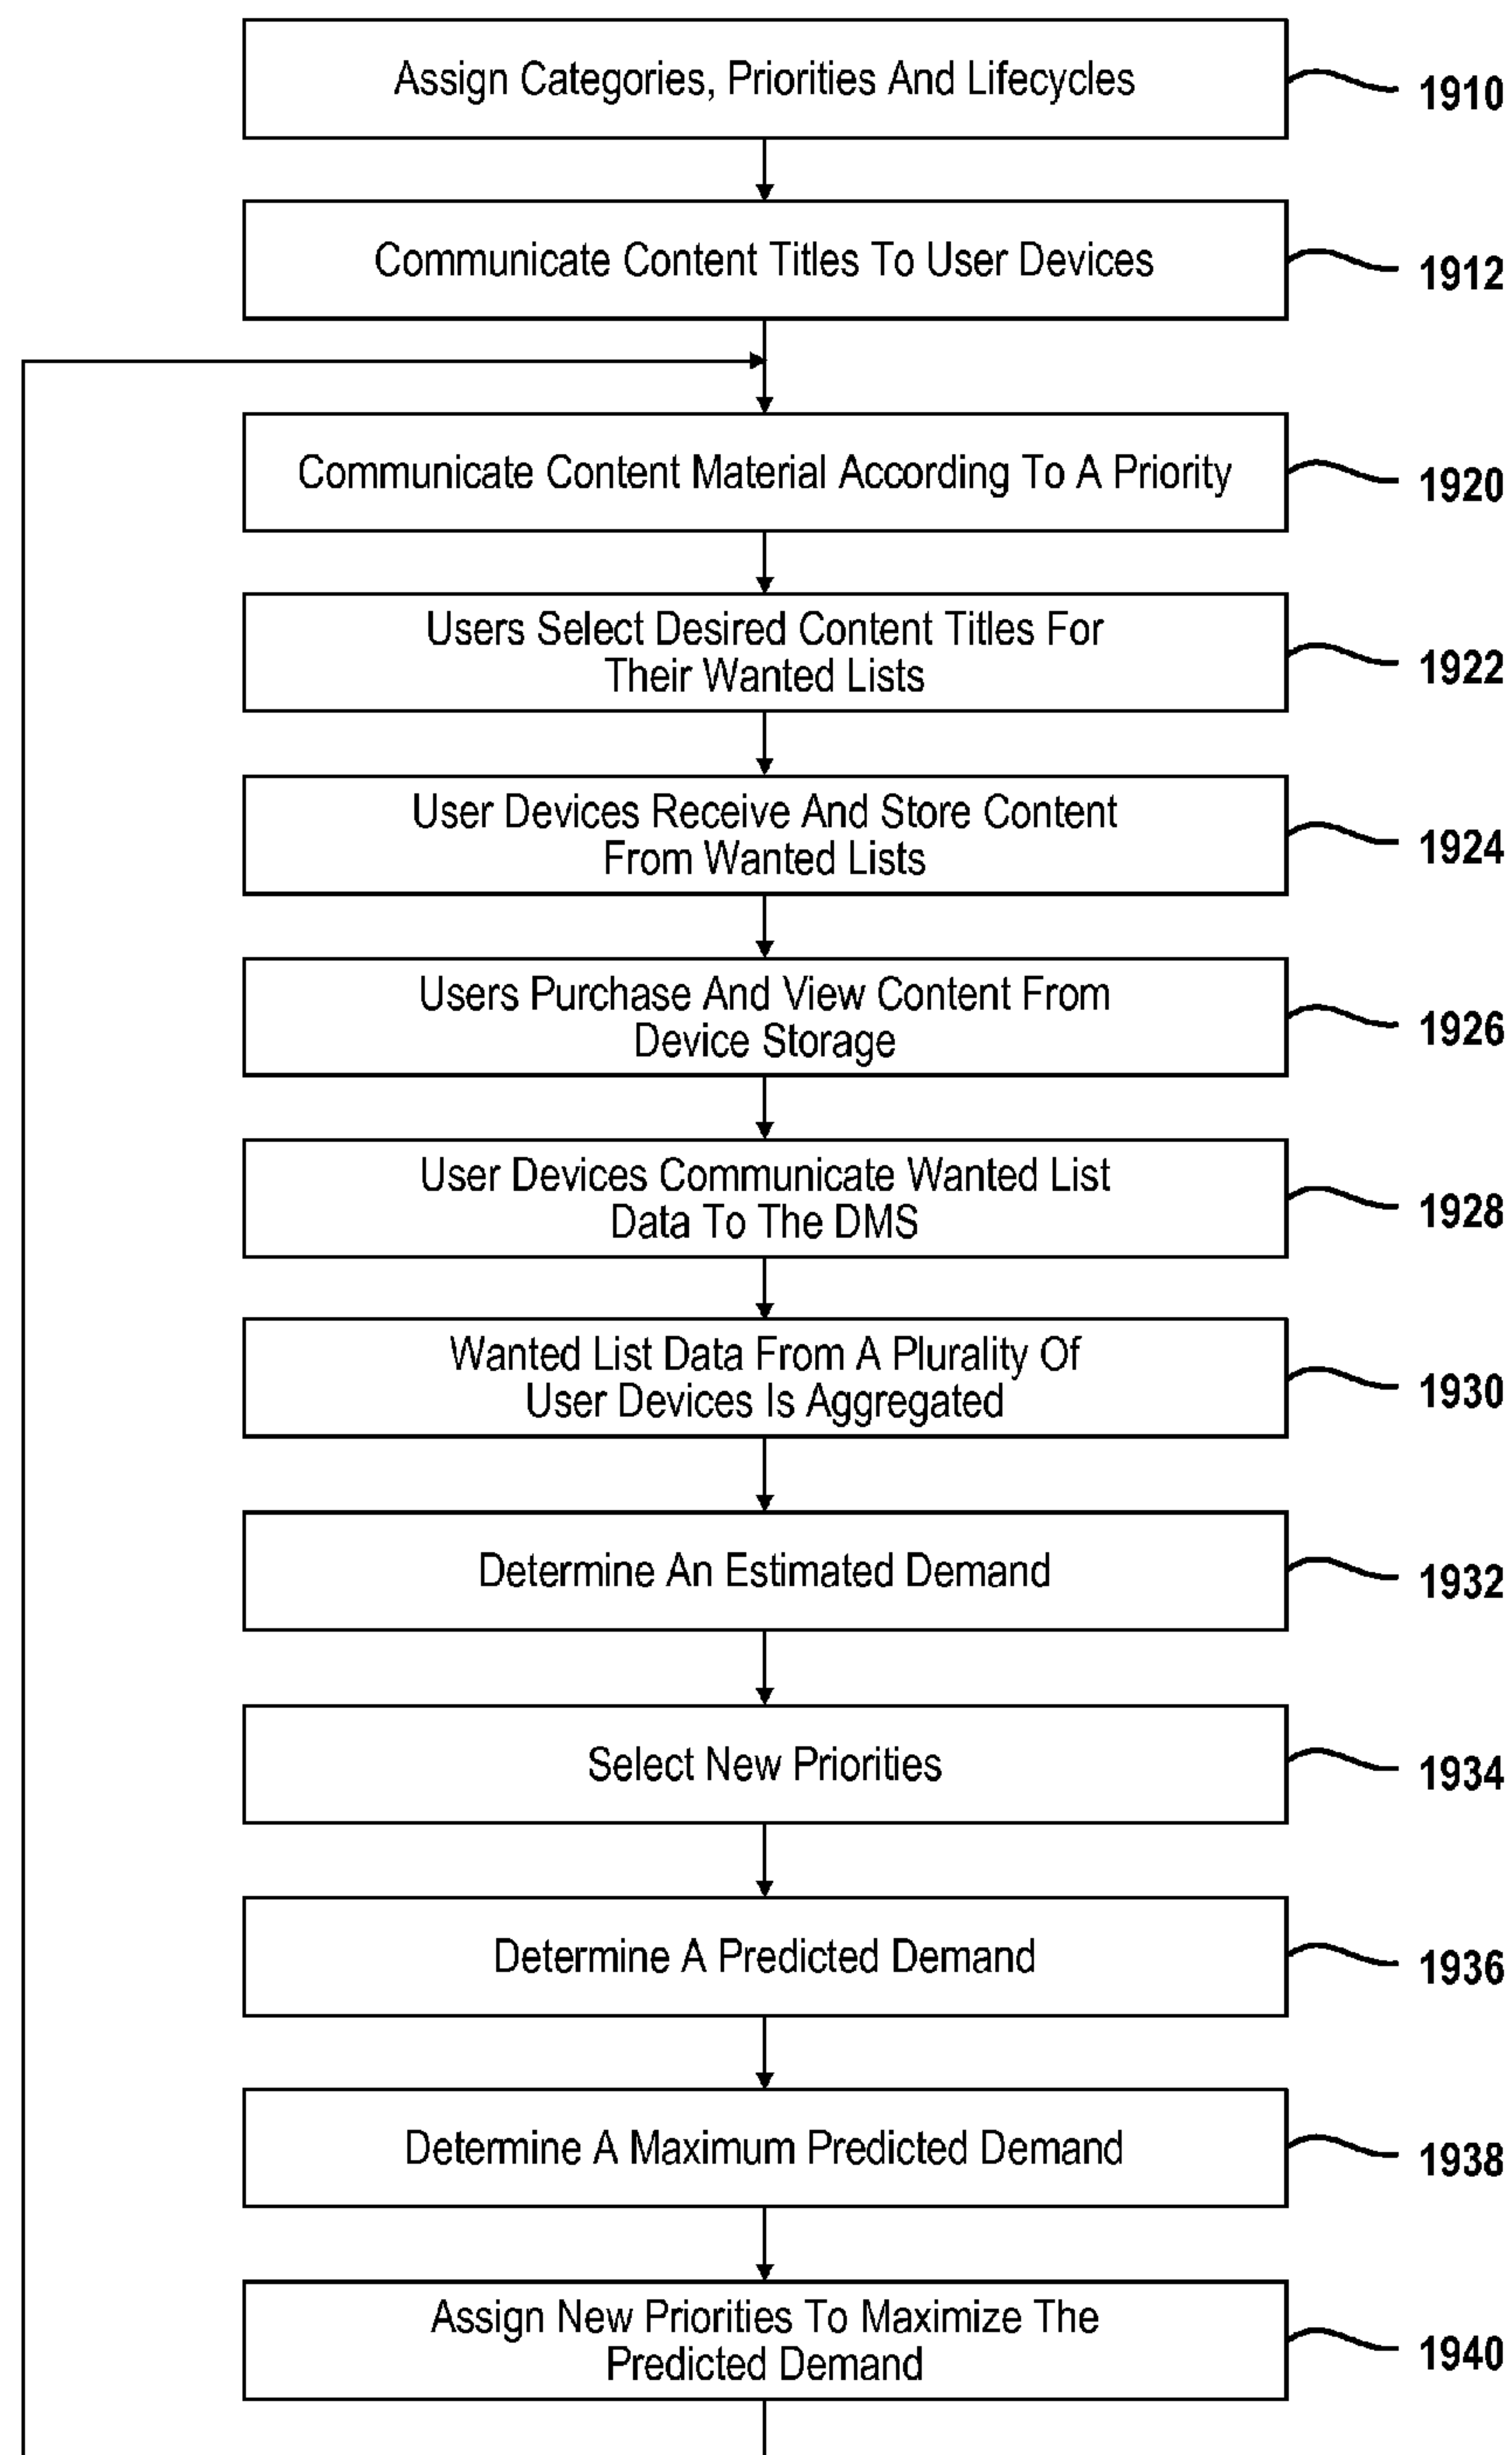 Assign Categories, Priorities And Lifecycles
1910
Communicate Content Titles To User Devices
1912
Communicate Content Material According To A Priority
1920
Users Select Desired Content Titles For
Their Wanted Lists
1922
User Devices Receive And Store Content
From Wanted Lists
1924
Users Purchase And View Content From
Device Storage
1926
User Devices Communicate Wanted List
Data To The DMS
1928
Wanted List Data From A Plurality Of
User Devices Is Aggregated
1930
Determine An Estimated Demand
1932
Select New Priorities
1934
Determine A Predicted Demand
1936
Determine A Maximum Predicted Demand
1938
Assign New Priorities To Maximize The
Predicted Demand
1940